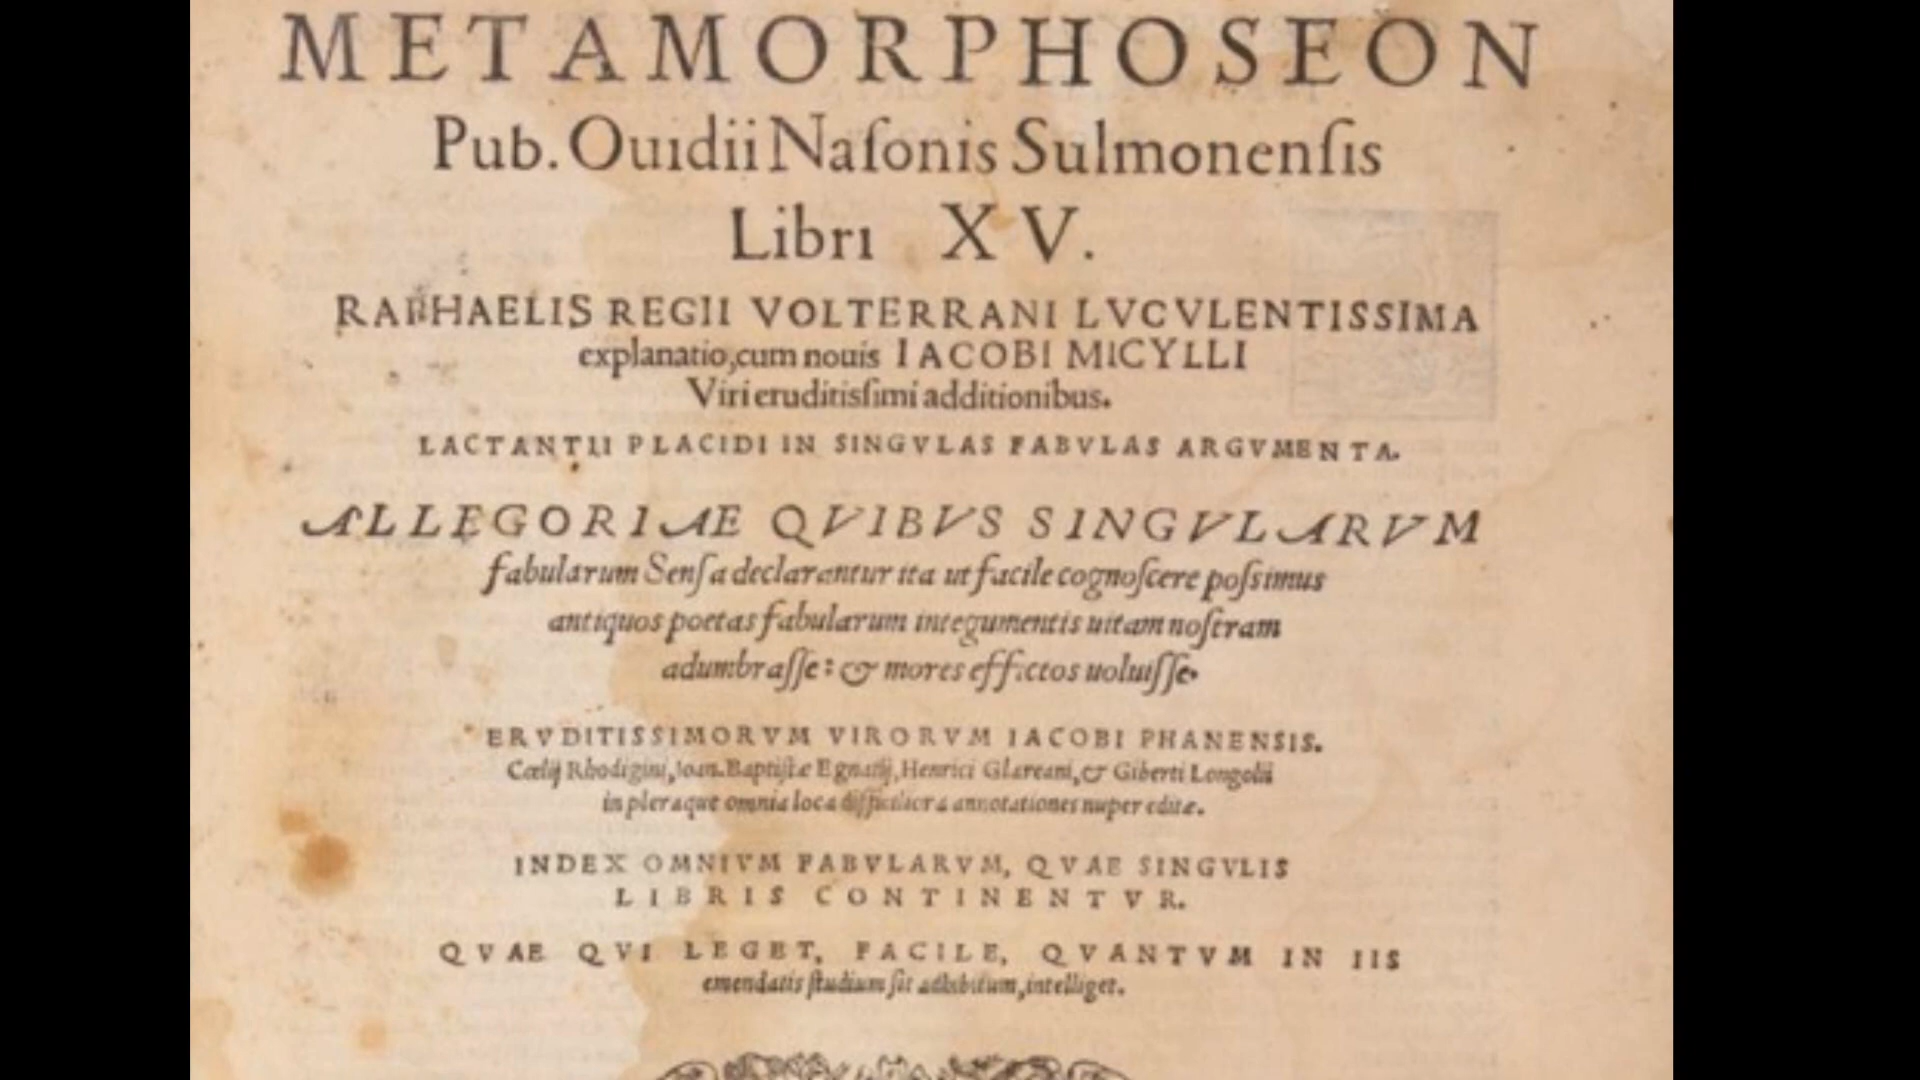 METAMORPHOSEON
Pub. Ouidii Naſonis Sulmonenſis
Libri XV.
RAPHAELIS REGII VOLTERRANI LVCVLENTISSIMA
explanatio, cum nouis IACOBI MICYLLI
Viri eruditiſſimi additionibus.
LACTANTII PLACIDI IN SINGVLAS FABVLAS ARGVMENTA.
ALLEGORIAE QVIBVS SINGVLARVM
fabularum Senſa declarantur ita ut facile cognoſcere poſsimus
antiquos poetas fabularum integumentis uitam noſtram
adumbraſſe: & mores effictos uoluiſſe.
ERVDITISSIMORVM VIRORVM IACOBI PHANENSIS.
Cœlij Rhodigini, Ioan. Baptiſtæ Egnatij, Henrici Glareani, & Giberti Longolii
in pleraque omnia loca difficiliora annotationes nuper editæ.
INDEX OMNIVM FABVLARVM, QVAE SINGVLIS
LIBRIS CONTINENTVR.
QVAE QVI LEGET, FACILE, QVANTVM IN IIS
emendatis ſtudium ſit adhibitum, intelliget.